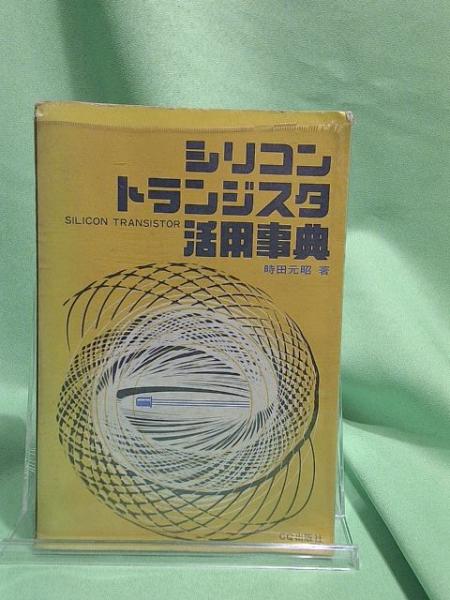 シリコン
トランジスタ
SILICON TRANSISTOR
活用事典
時田元昭 著
CQ出版社